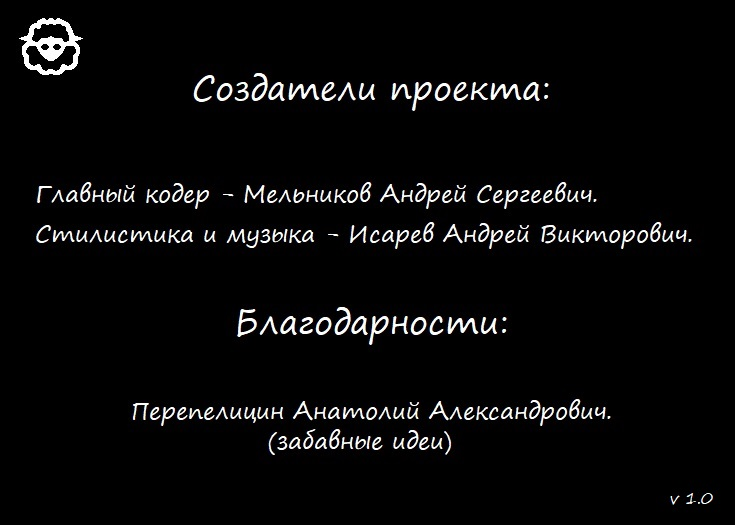 Создатели проекта:
Главный кодер - Мельников Андрей Сергеевич.
Стилистика и музыка - Исарев Андрей Викторович.
Благодарности:
Перепелицин Анатолий Александрович.
(забавные идеи)
v 1.0